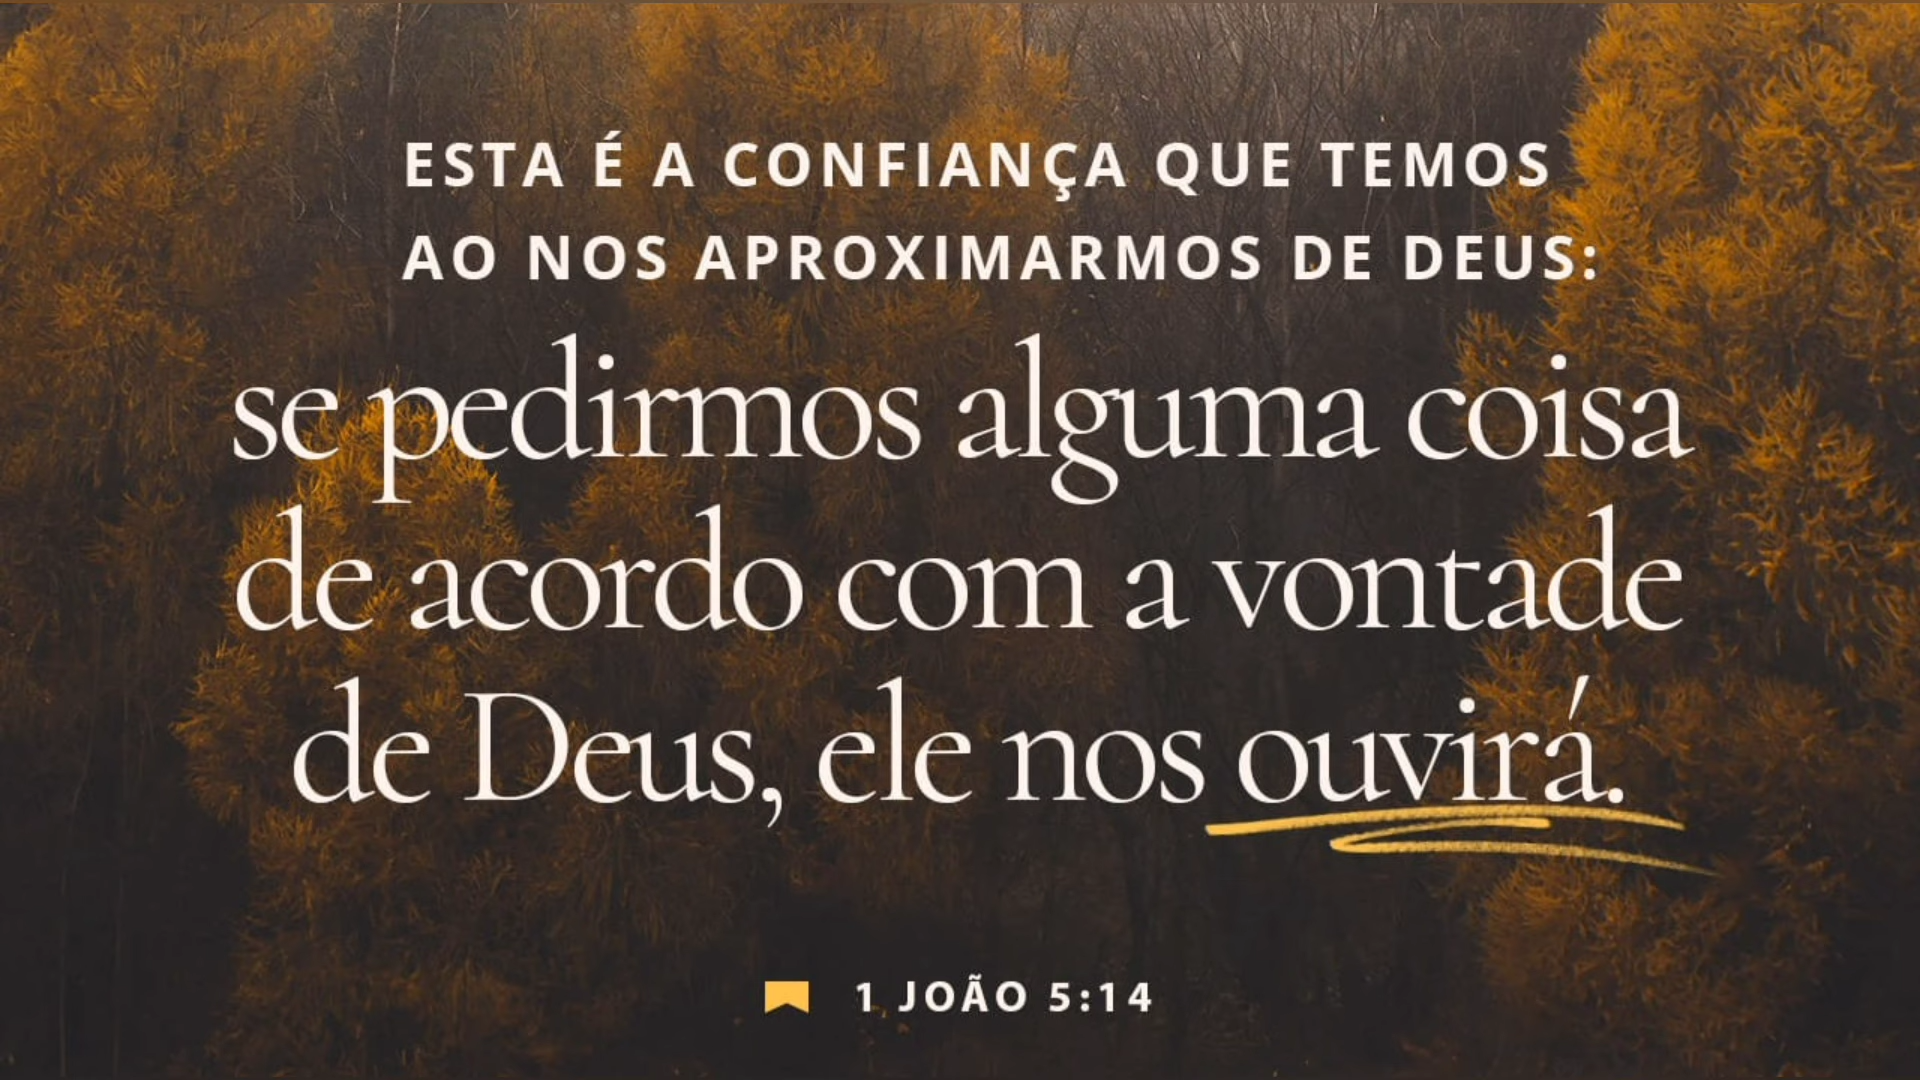 ESTA É A CONFIANÇA QUE TEMOS
AO NOS APROXIMARMOS DE DEUS:
se pedirmos alguma coisa
de acordo com a vontade
de Deus, ele nos ouvirá.
1 JOÃO 5:14